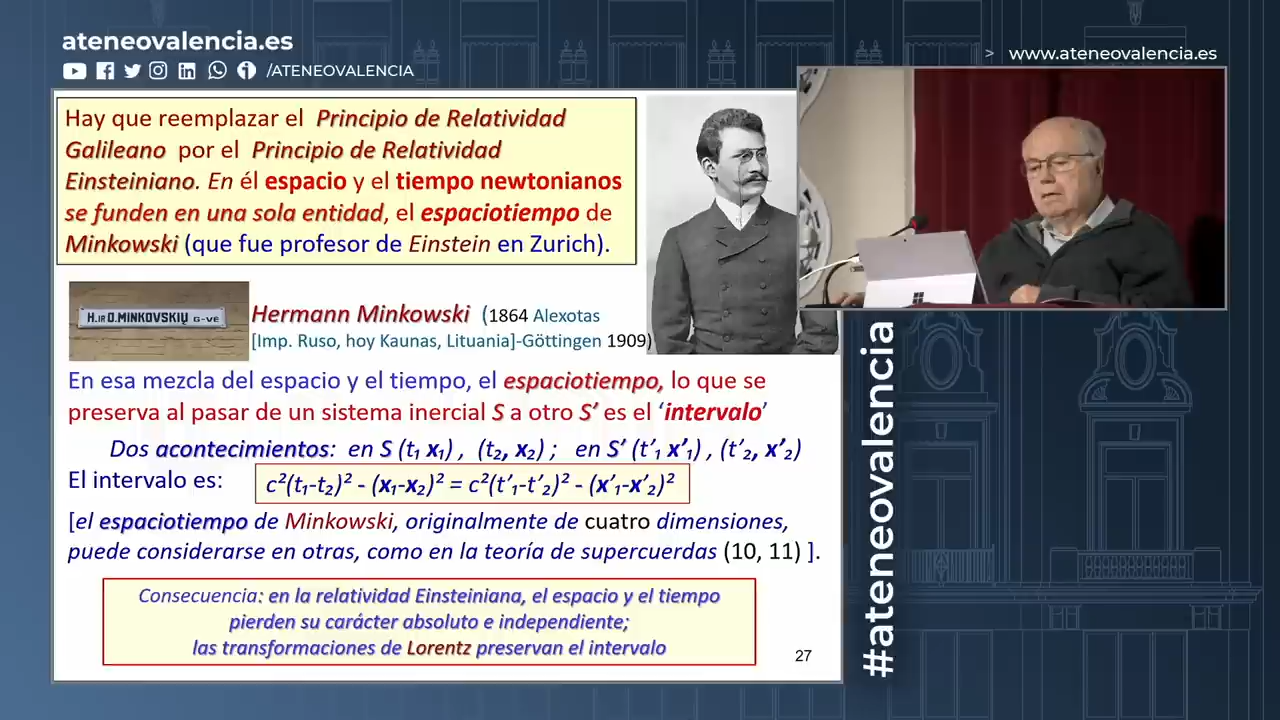 ateneovalencia.es
/ATENEOVALENCIA
> www.ateneovalencia.es
Hay que reemplazar el Principio de Relatividad
Galileano por el Principio de Relatividad
Einsteiniano. En él espacio y el tiempo newtonianos
se funden en una sola entidad, el espaciotiempo de
Minkowski (que fue profesor de Einstein en Zurich).
H. IR O. MINKOVSKIŲ G-VĖ
Hermann Minkowski (1864 Alexotas
[Imp. Ruso, hoy Kaunas, Lituania]-Göttingen 1909)
En esa mezcla del espacio y el tiempo, el espaciotiempo, lo que se
preserva al pasar de un sistema inercial S a otro S’ es el ‘intervalo’
Dos acontecimientos: en S (t₁ x₁) , (t₂, x₂) ; en S’ (t’₁ x’₁) , (t’₂, x’₂)
El intervalo es: c²(t₁-t₂)² - (x₁-x₂)² = c²(t’₁-t’₂)² - (x’₁-x’₂)²
[el espaciotiempo de Minkowski, originalmente de cuatro dimensiones,
puede considerarse en otras, como en la teoría de supercuerdas (10, 11) ].
Consecuencia: en la relatividad Einsteiniana, el espacio y el tiempo
pierden su carácter absoluto e independiente;
las transformaciones de Lorentz preservan el intervalo
27
#ateneovalencia